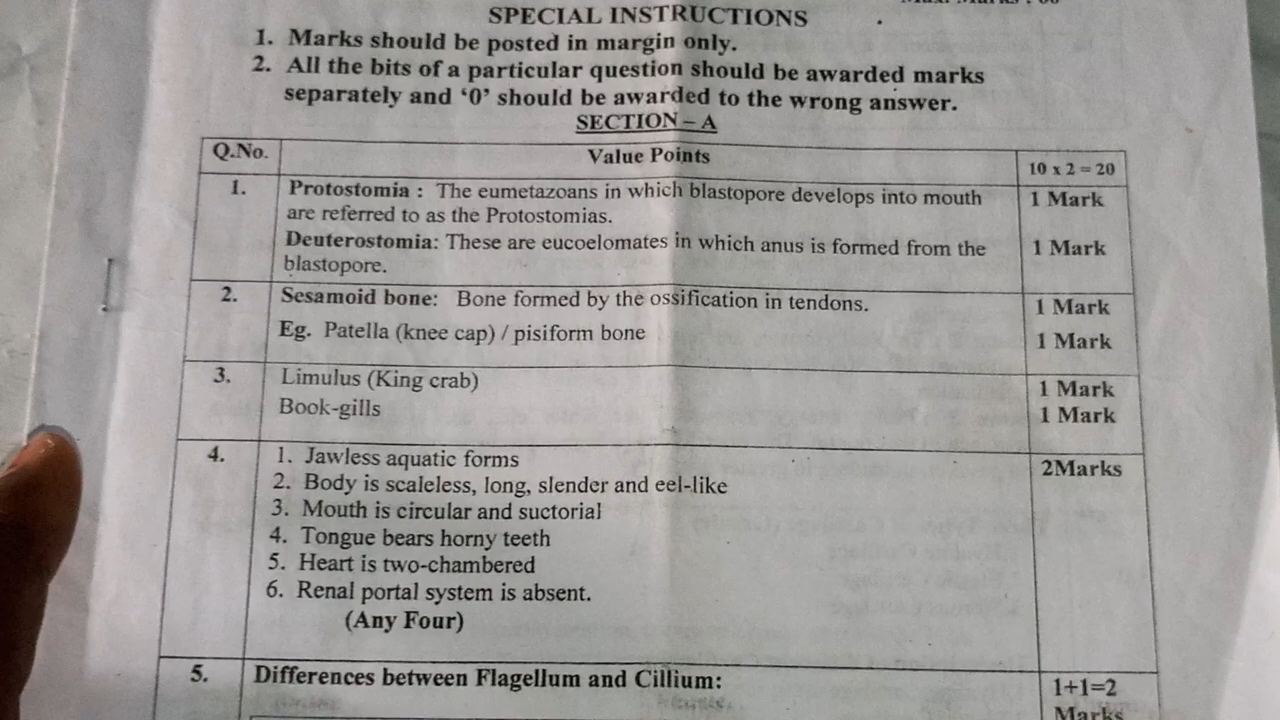 SPECIAL INSTRUCTIONS
1. Marks should be posted in margin only.
2. All the bits of a particular question should be awarded marks
separately and ‘0’ should be awarded to the wrong answer.
SECTION – A
Q.No. Value Points 10 x 2 = 20
1. Protostomia : The eumetazoans in which blastopore develops into mouth 1 Mark
are referred to as the Protostomias.
Deuterostomia: These are eucoelomates in which anus is formed from the 1 Mark
blastopore.
2. Sesamoid bone: Bone formed by the ossification in tendons. 1 Mark
Eg. Patella (knee cap) / pisiform bone 1 Mark
3. Limulus (King crab) 1 Mark
Book-gills 1 Mark
4. 1. Jawless aquatic forms 2Marks
2. Body is scaleless, long, slender and eel-like
3. Mouth is circular and suctorial
4. Tongue bears horny teeth
5. Heart is two-chambered
6. Renal portal system is absent.
(Any Four)
5. Differences between Flagellum and Cillium: 1+1=2
Marks